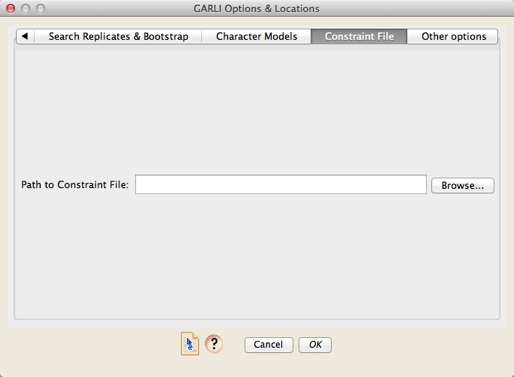 GARLI Options & Locations
Search Replicates & Bootstrap Character Models Constraint File Other options
Path to Constraint File: Browse...
? Cancel OK